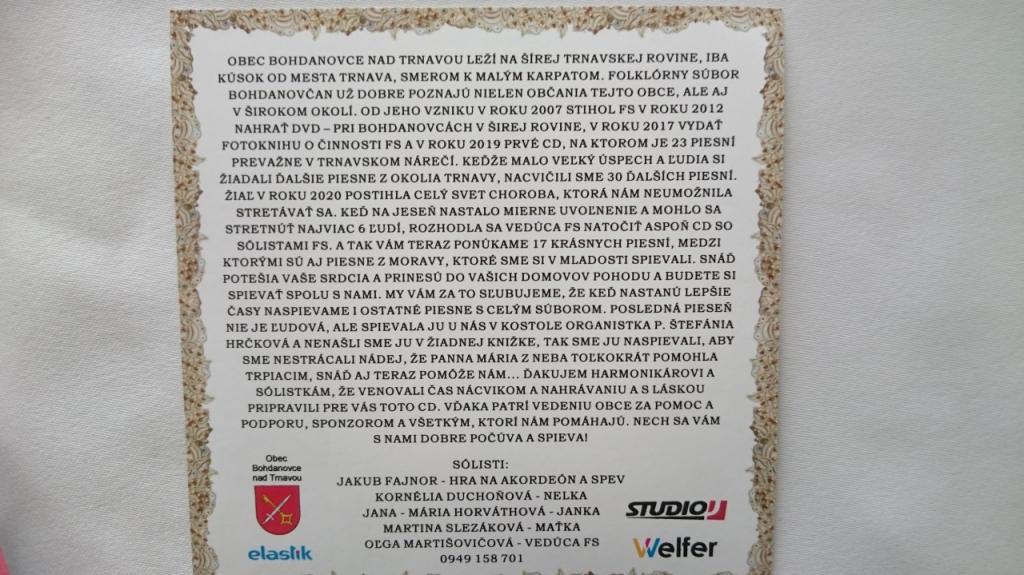 OBEC BOHDANOVCE NAD TRNAVOU LEŽÍ NA ŠÍREJ TRNAVSKEJ ROVINE, IBA
KÚSOK OD MESTA TRNAVA, SMEROM K MALÝM KARPATOM. FOLKLÓRNY SÚBOR
BOHDANOVČAN UŽ DOBRE POZNAJÚ NIELEN OBČANIA TEJTO OBCE, ALE AJ
V ŠIROKOM OKOLÍ. OD JEHO VZNIKU V ROKU 2007 STIHOL FS V ROKU 2012
NAHRAŤ DVD – PRI BOHDANOVCÁCH V ŠIREJ ROVINE, V ROKU 2017 VYDAŤ
FOTOKNIHU O ČINNOSTI FS A V ROKU 2019 PRVÉ CD, NA KTOROM JE 23 PIESNÍ
PREVAŽNE V TRNAVSKOM NÁREČÍ. KEĎŽE MALO VEĽKÝ ÚSPECH A ĽUDIA SI
ŽIADALI ĎALŠIE PIESNE Z OKOLIA TRNAVY, NACVIČILI SME 30 ĎALŠÍCH PIESNÍ.
ŽIAĽ V ROKU 2020 POSTIHLA CELÝ SVET CHOROBA, KTORÁ NÁM NEUMOŽNILA
STRETÁVAŤ SA. KEĎ NA JESEŇ NASTALO MIERNE UVOĽNENIE A MOHLO SA
STRETNÚŤ NAJVIAC 6 ĽUDÍ, ROZHODLA SA VEDÚCA FS NATOČIŤ ASPOŇ CD SO
SÓLISTAMI FS. A TAK VÁM TERAZ PONÚKAME 17 KRÁSNYCH PIESNÍ, MEDZI
KTORÝMI SÚ AJ PIESNE Z MORAVY, KTORÉ SME SI V MLADOSTI SPIEVALI. SNÁĎ
POTEŠIA VAŠE SRDCIA A PRINESÚ DO VAŠICH DOMOVOV POHODU A BUDETE SI
SPIEVAŤ SPOLU S NAMI. MY VÁM ZA TO SĽUBUJEME, ŽE KEĎ NASTANÚ LEPŠIE
ČASY NASPIEVAME I OSTATNÉ PIESNE S CELÝM SÚBOROM. POSLEDNÁ PIESEŇ
NIE JE ĽUDOVÁ, ALE SPIEVALA JU U NÁS V KOSTOLE ORGANISTKA P. ŠTEFÁNIA
HRČKOVÁ A NENAŠLI SME JU V ŽIADNEJ KNIŽKE, TAK SME JU NASPIEVALI, ABY
SME NESTRÁCALI NÁDEJ, ŽE PANNA MÁRIA Z NEBA TOĽKOKRÁT POMOHLA
TRPIACIM, SNÁĎ AJ TERAZ POMÔŽE NÁM... ĎAKUJEM HARMONIKÁROVI A
SÓLISTKÁM, ŽE VENOVALI ČAS NÁCVIKOM A NAHRÁVANIU A S LÁSKOU
PRIPRAVILI PRE VÁS TOTO CD. VĎAKA PATRÍ VEDENIU OBCE ZA POMOC A
PODPORU, SPONZOROM A VŠETKÝM, KTORÍ NÁM POMÁHAJÚ. NECH SA VÁM
S NAMI DOBRE POČÚVA A SPIEVA!
SÓLISTI:
JAKUB FAJNOR - HRA NA AKORDEÓN A SPEV
KORNÉLIA DUCHOŇOVÁ - NELKA
JANA - MÁRIA HORVÁTHOVÁ - JANKA
MARTINA SLEZÁKOVÁ - MAŤKA
OĽGA MARTIŠOVIČOVÁ - VEDÚCA FS
0949 158 701
Obec
Bohdanovce
nad Trnavou
elastik
STUDIO U
Welfer